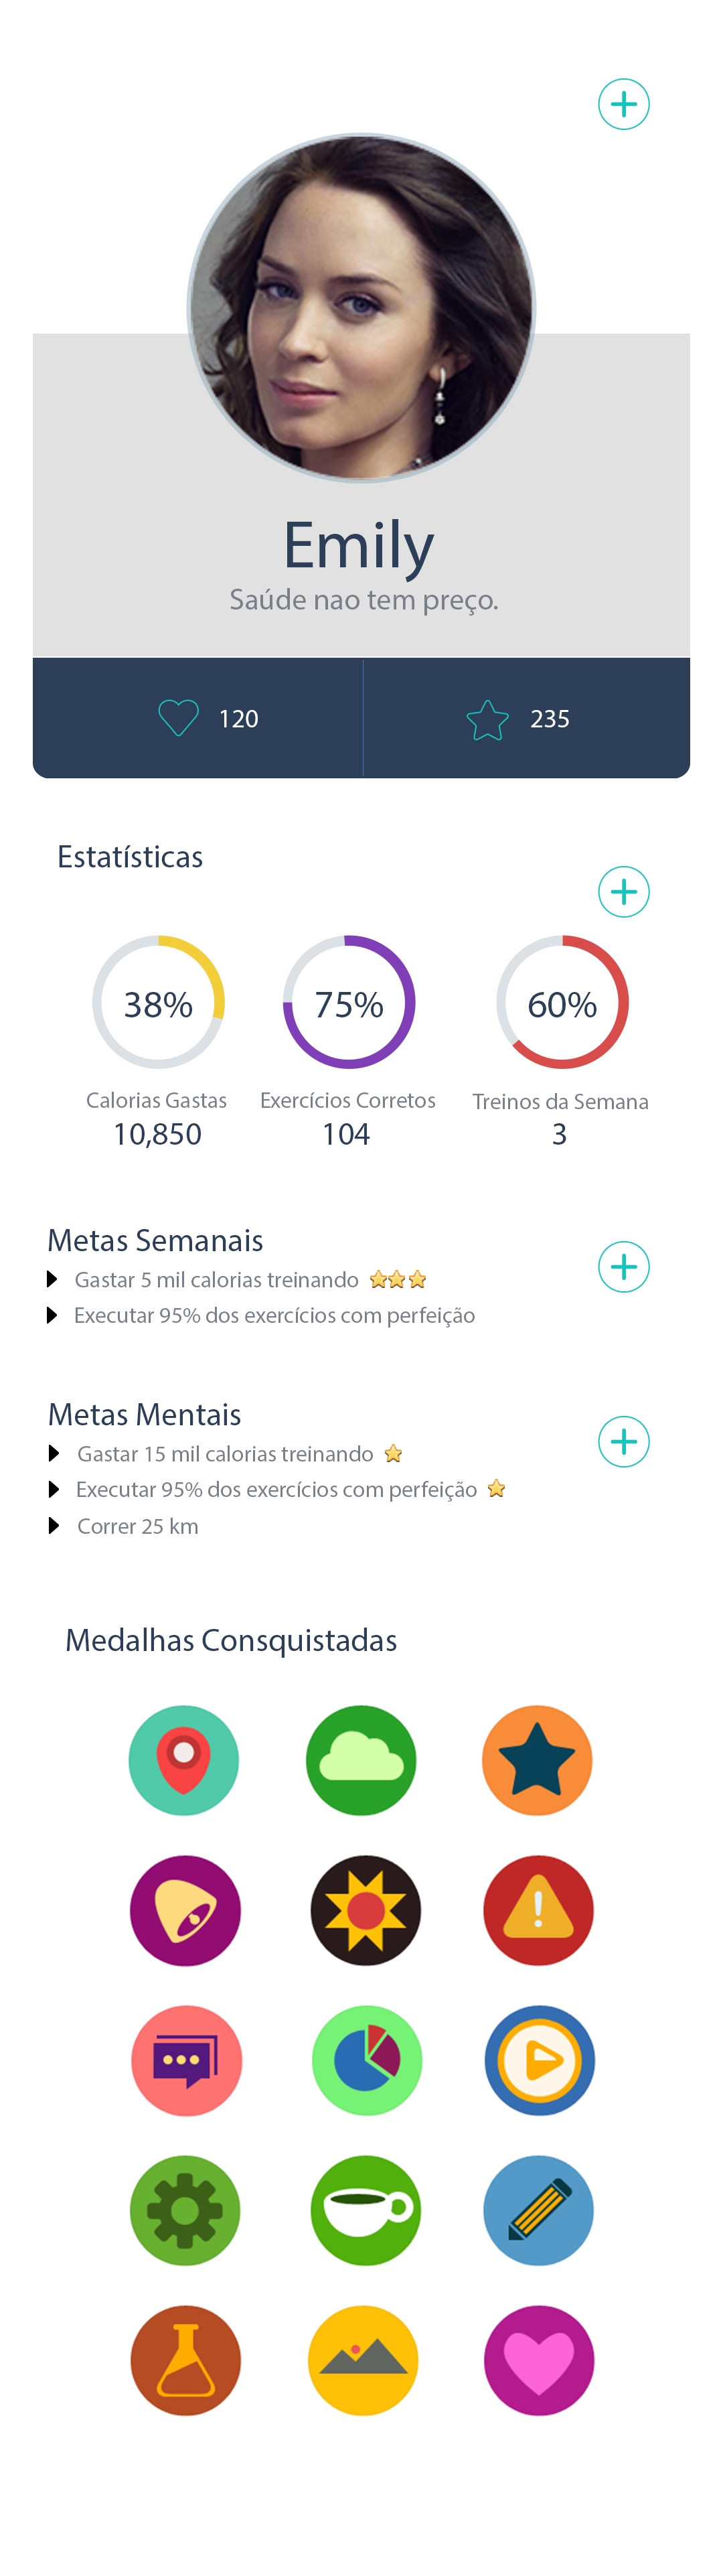 Emily
Saúde nao tem preço.
120
235
Estatísticas
38%
75%
60%
Calorias Gastas
Exercícios Corretos
Treinos da Semana
10,850
104
3
Metas Semanais
Gastar 5 mil calorias treinando
Executar 95% dos exercícios com perfeição
Metas Mentais
Gastar 15 mil calorias treinando
Executar 95% dos exercícios com perfeição
Correr 25 km
Medalhas Consquistadas